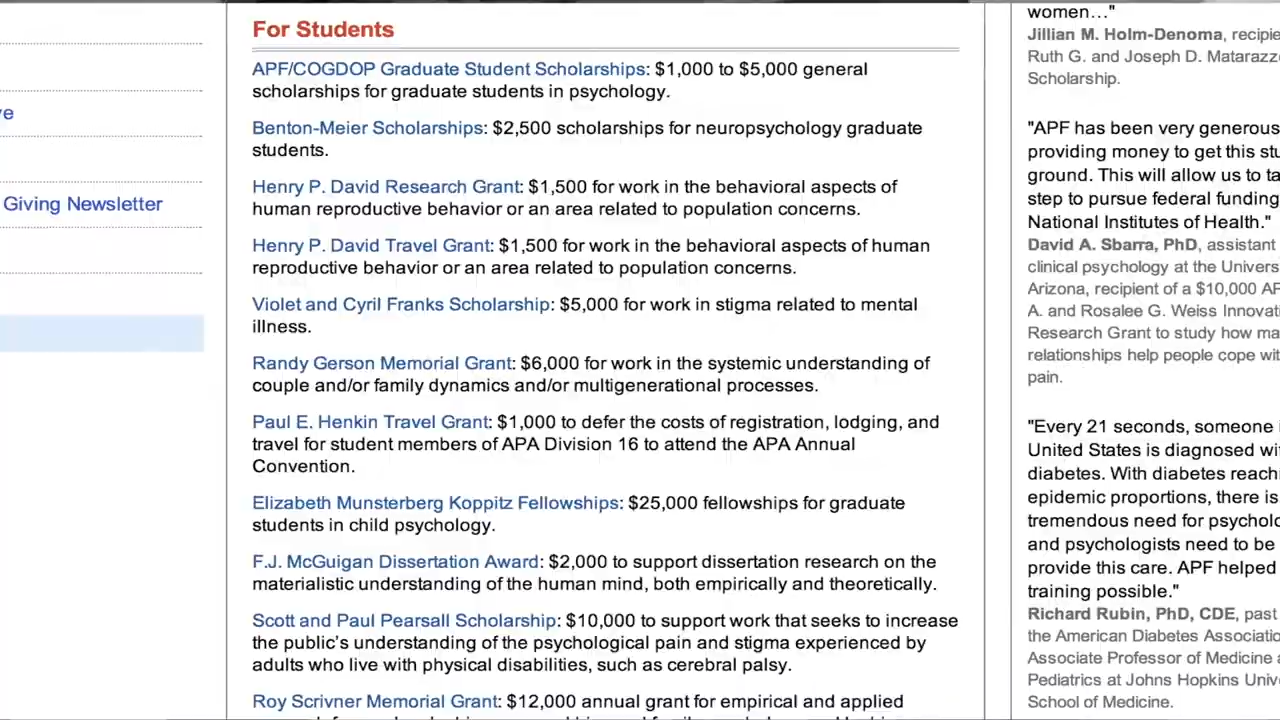 ve
Giving Newsletter
For Students
APF/COGDOP Graduate Student Scholarships: $1,000 to $5,000 general
scholarships for graduate students in psychology.
Benton-Meier Scholarships: $2,500 scholarships for neuropsychology graduate
students.
Henry P. David Research Grant: $1,500 for work in the behavioral aspects of
human reproductive behavior or an area related to population concerns.
Henry P. David Travel Grant: $1,500 for work in the behavioral aspects of human
reproductive behavior or an area related to population concerns.
Violet and Cyril Franks Scholarship: $5,000 for work in stigma related to mental
illness.
Randy Gerson Memorial Grant: $6,000 for work in the systemic understanding of
couple and/or family dynamics and/or multigenerational processes.
Paul E. Henkin Travel Grant: $1,000 to defer the costs of registration, lodging, and
travel for student members of APA Division 16 to attend the APA Annual
Convention.
Elizabeth Munsterberg Koppitz Fellowships: $25,000 fellowships for graduate
students in child psychology.
F.J. McGuigan Dissertation Award: $2,000 to support dissertation research on the
materialistic understanding of the human mind, both empirically and theoretically.
Scott and Paul Pearsall Scholarship: $10,000 to support work that seeks to increase
the public's understanding of the psychological pain and stigma experienced by
adults who live with physical disabilities, such as cerebral palsy.
Roy Scrivner Memorial Grant: $12,000 annual grant for empirical and applied
women…"
Jillian M. Holm-Denoma, recipie
Ruth G. and Joseph D. Matarazz
Scholarship.
"APF has been very generous
providing money to get this stu
ground. This will allow us to ta
step to pursue federal funding
National Institutes of Health."
David A. Sbarra, PhD, assistant
clinical psychology at the Univers
Arizona, recipient of a $10,000 AP
A. and Rosalee G. Weiss Innovati
Research Grant to study how ma
relationships help people cope wit
pain.
"Every 21 seconds, someone i
United States is diagnosed wi
diabetes. With diabetes reachi
epidemic proportions, there is
tremendous need for psycholo
and psychologists need to be
provide this care. APF helped
training possible."
Richard Rubin, PhD, CDE, past
the American Diabetes Associatio
Associate Professor of Medicine a
Pediatrics at Johns Hopkins Unive
School of Medicine.